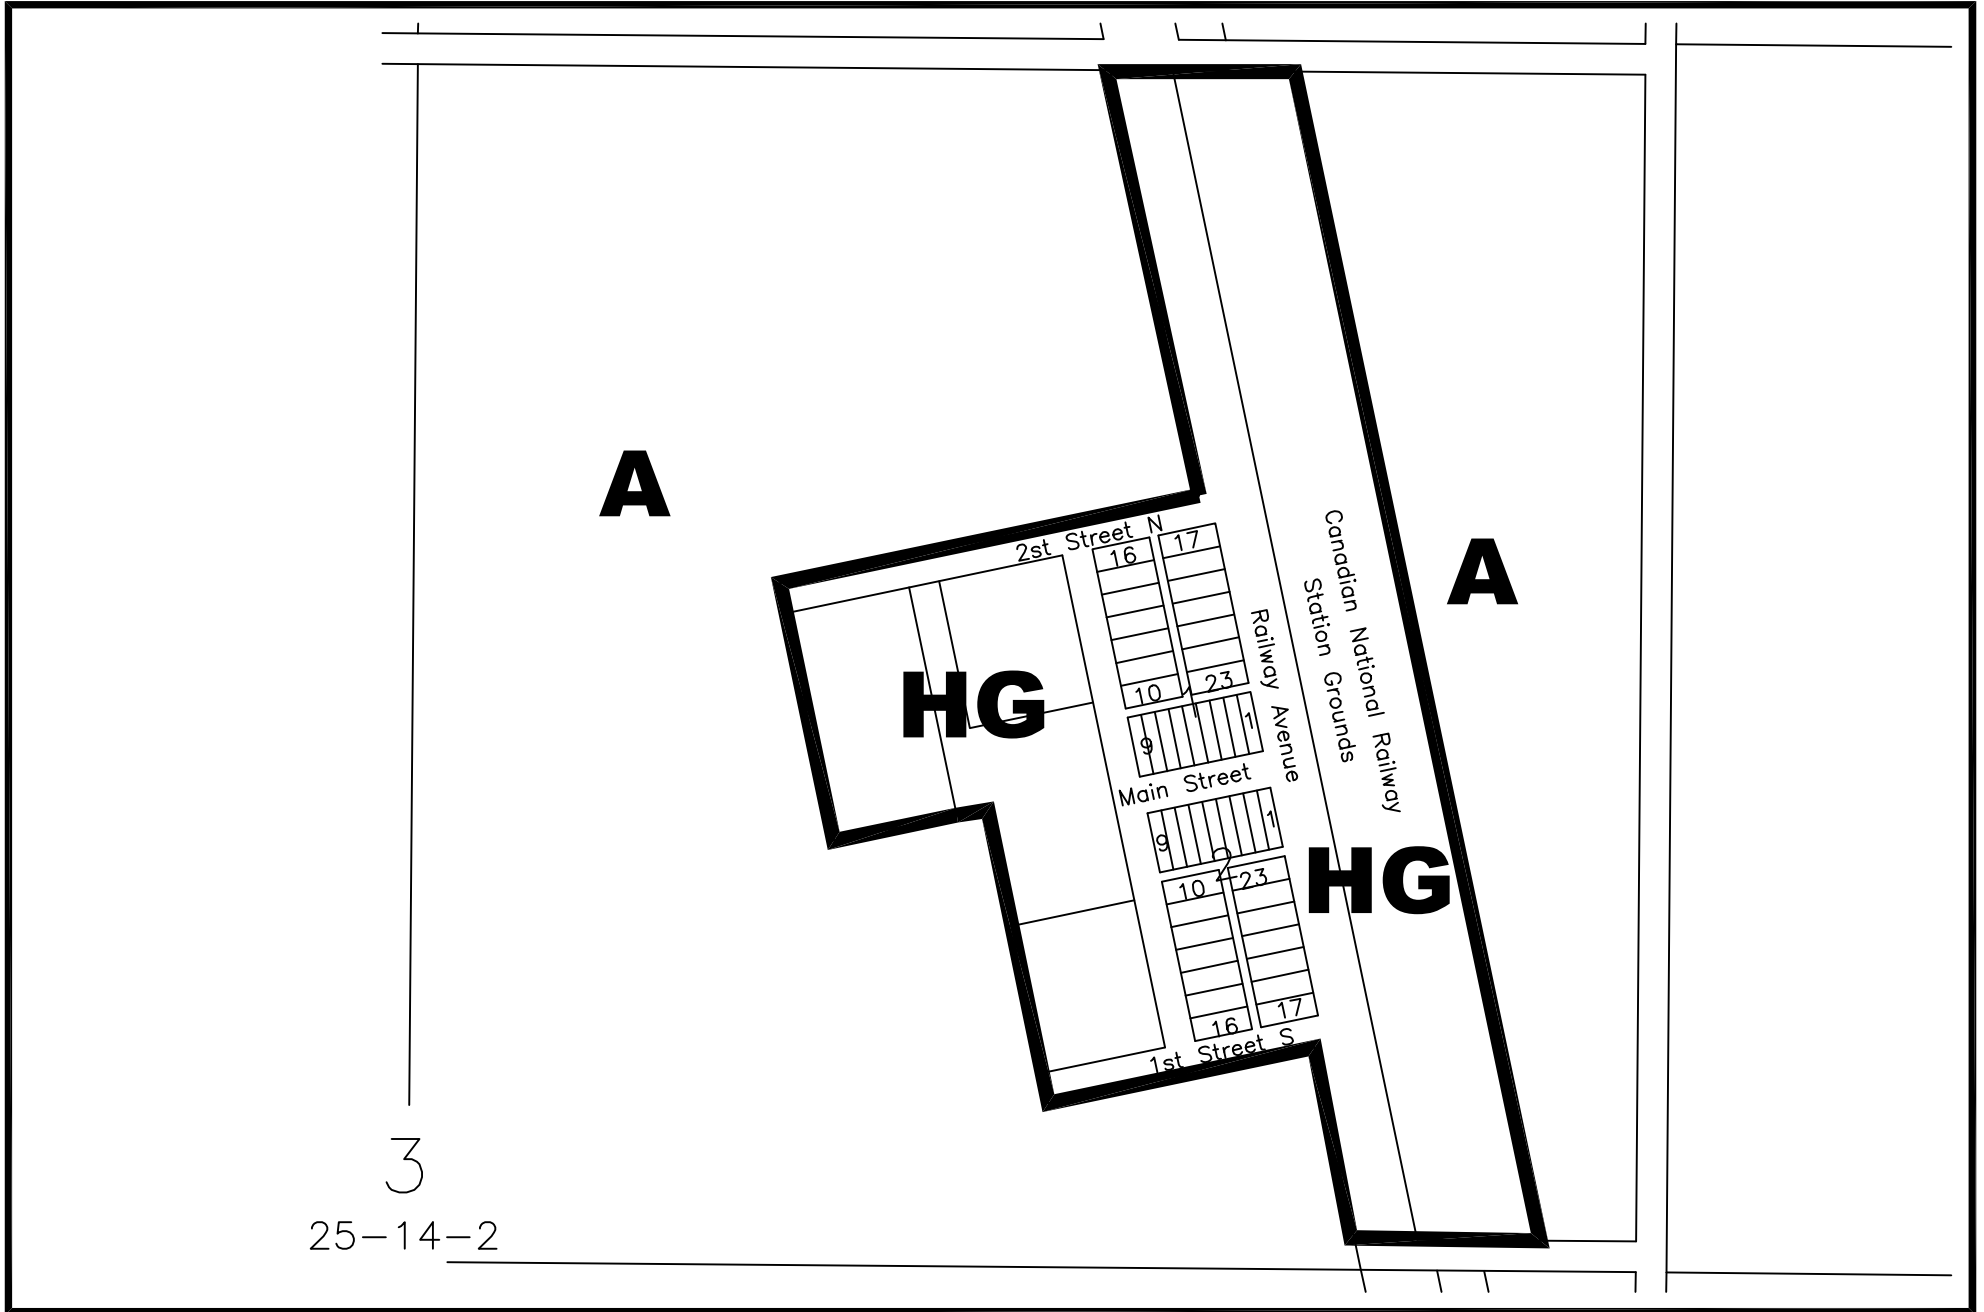 A
2st Street N
16
17
Canadian National Railway
Station Grounds
A
Railway Avenue
HG
10
23
1
9
1
Main Street
9
1
2
HG
10
23
16
17
1st Street S
3
25-14-2